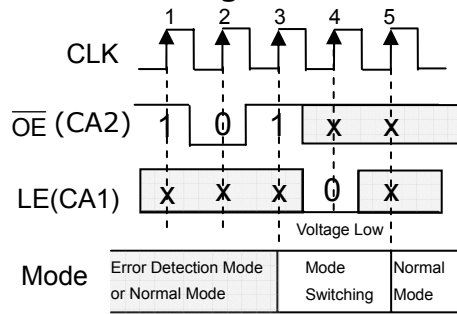 1 2 3 4 5
CLK
OE (CA2) 1 0 1 x x
LE(CA1) x x x 0 x
Voltage Low
Mode
Error Detection Mode
or Normal Mode
Mode
Switching
Normal
Mode